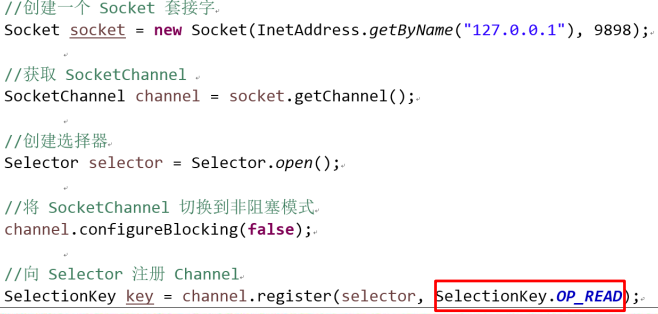 //创建一个 Socket 套接字
Socket socket = new Socket(InetAddress.getByName("127.0.0.1"), 9898);
//获取 SocketChannel
SocketChannel channel = socket.getChannel();
//创建选择器
Selector selector = Selector.open();
//将 SocketChannel 切换到非阻塞模式
channel.configureBlocking(false);
//向 Selector 注册 Channel
SelectionKey key = channel.register(selector, SelectionKey.OP_READ);